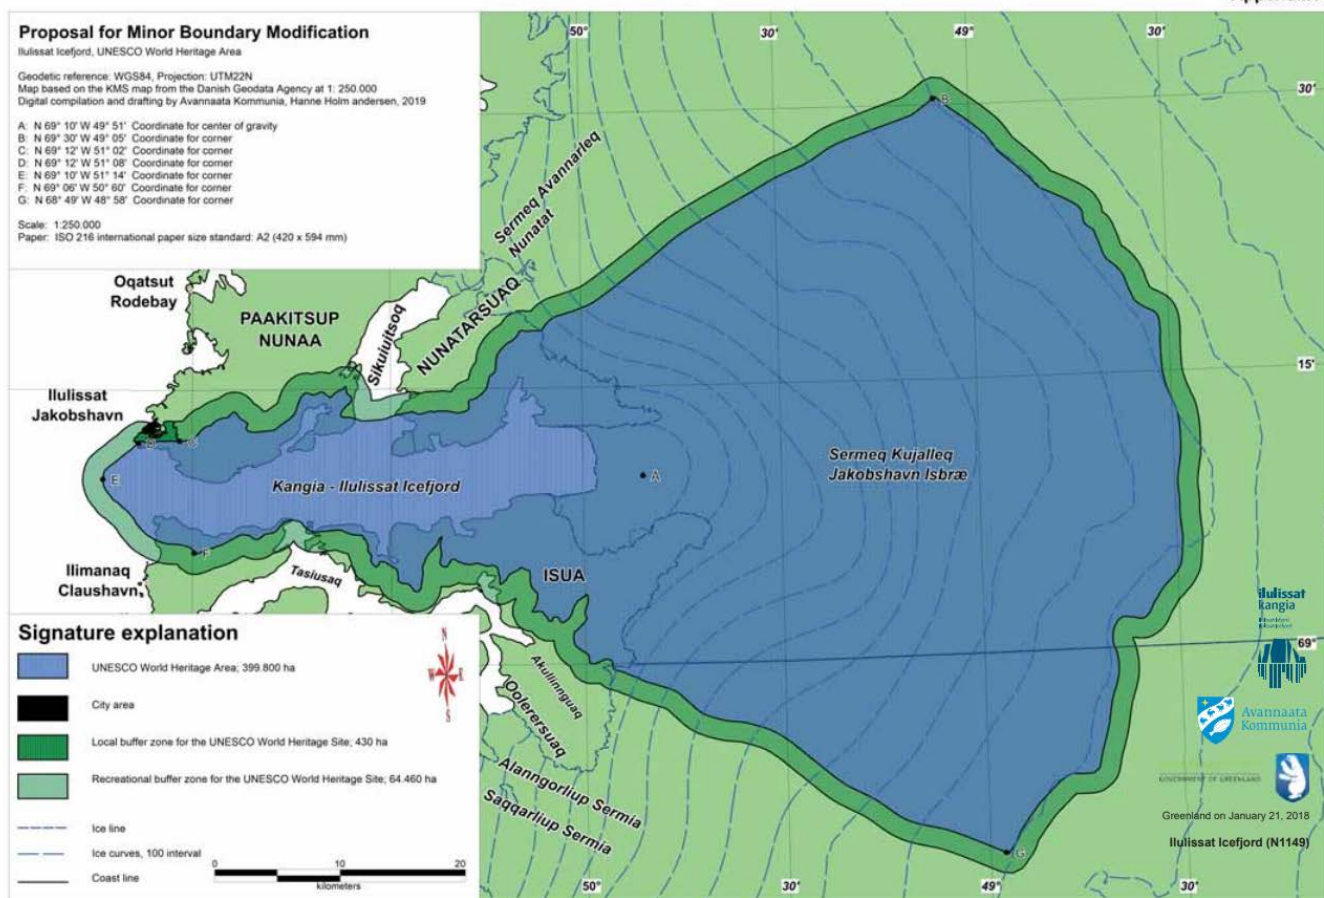 Proposal for Minor Boundary Modification
Ilulissat Icefjord, UNESCO World Heritage Area
Geodetic reference: WGS84, Projection: UTM22N
Map based on the KMS map from the Danish Geodata Agency at 1: 250.000
Digital compilation and drafting by Avannaata Kommunia, Hanne Holm andersen, 2019
A: N 69° 10' W 49° 51' Coordinate for center of gravity
B: N 69° 30' W 49° 05' Coordinate for corner
C: N 69° 12' W 51° 02' Coordinate for corner
D: N 69° 12' W 51° 08' Coordinate for corner
E: N 69° 10' W 51° 14' Coordinate for corner
F: N 69° 06' W 50° 60' Coordinate for corner
G: N 68° 49' W 48° 58' Coordinate for corner
Scale: 1:250.000
Paper: ISO 216 international paper size standard: A2 (420 x 594 mm)
50°
30'
49°
30'
30'
B
Sermeq Avannarleq
Nunatat
Oqatsut
Rodebay
PAAKITSUP
NUNAA
Sikuiuitsoq
NUNATARSUAQ
15'
Ilulissat
Jakobshavn
C
E
Kangia - Ilulissat Icefjord
A
Sermeq Kujalleq
Jakobshavn Isbræ
F
Ilimanaq
Claushavn
Tasiusaq
ISUA
ilulissat
kangia
69°
Akullinnguaq
Oolerersuaq
Alanngorliup Sermia
Saqqarliup Sermia
Avannaata
Kommunia
GOVERNMENT OF GREENLAND
Greenland on January 21, 2018
Ilulissat Icefjord (N1149)
G
50°
30'
49°
30'
Signature explanation
N
W E
S
UNESCO World Heritage Area; 399.800 ha
City area
Local buffer zone for the UNESCO World Heritage Site; 430 ha
Recreational buffer zone for the UNESCO World Heritage Site; 64.460 ha
Ice line
Ice curves, 100 interval
Coast line
0 10 20
kilometers